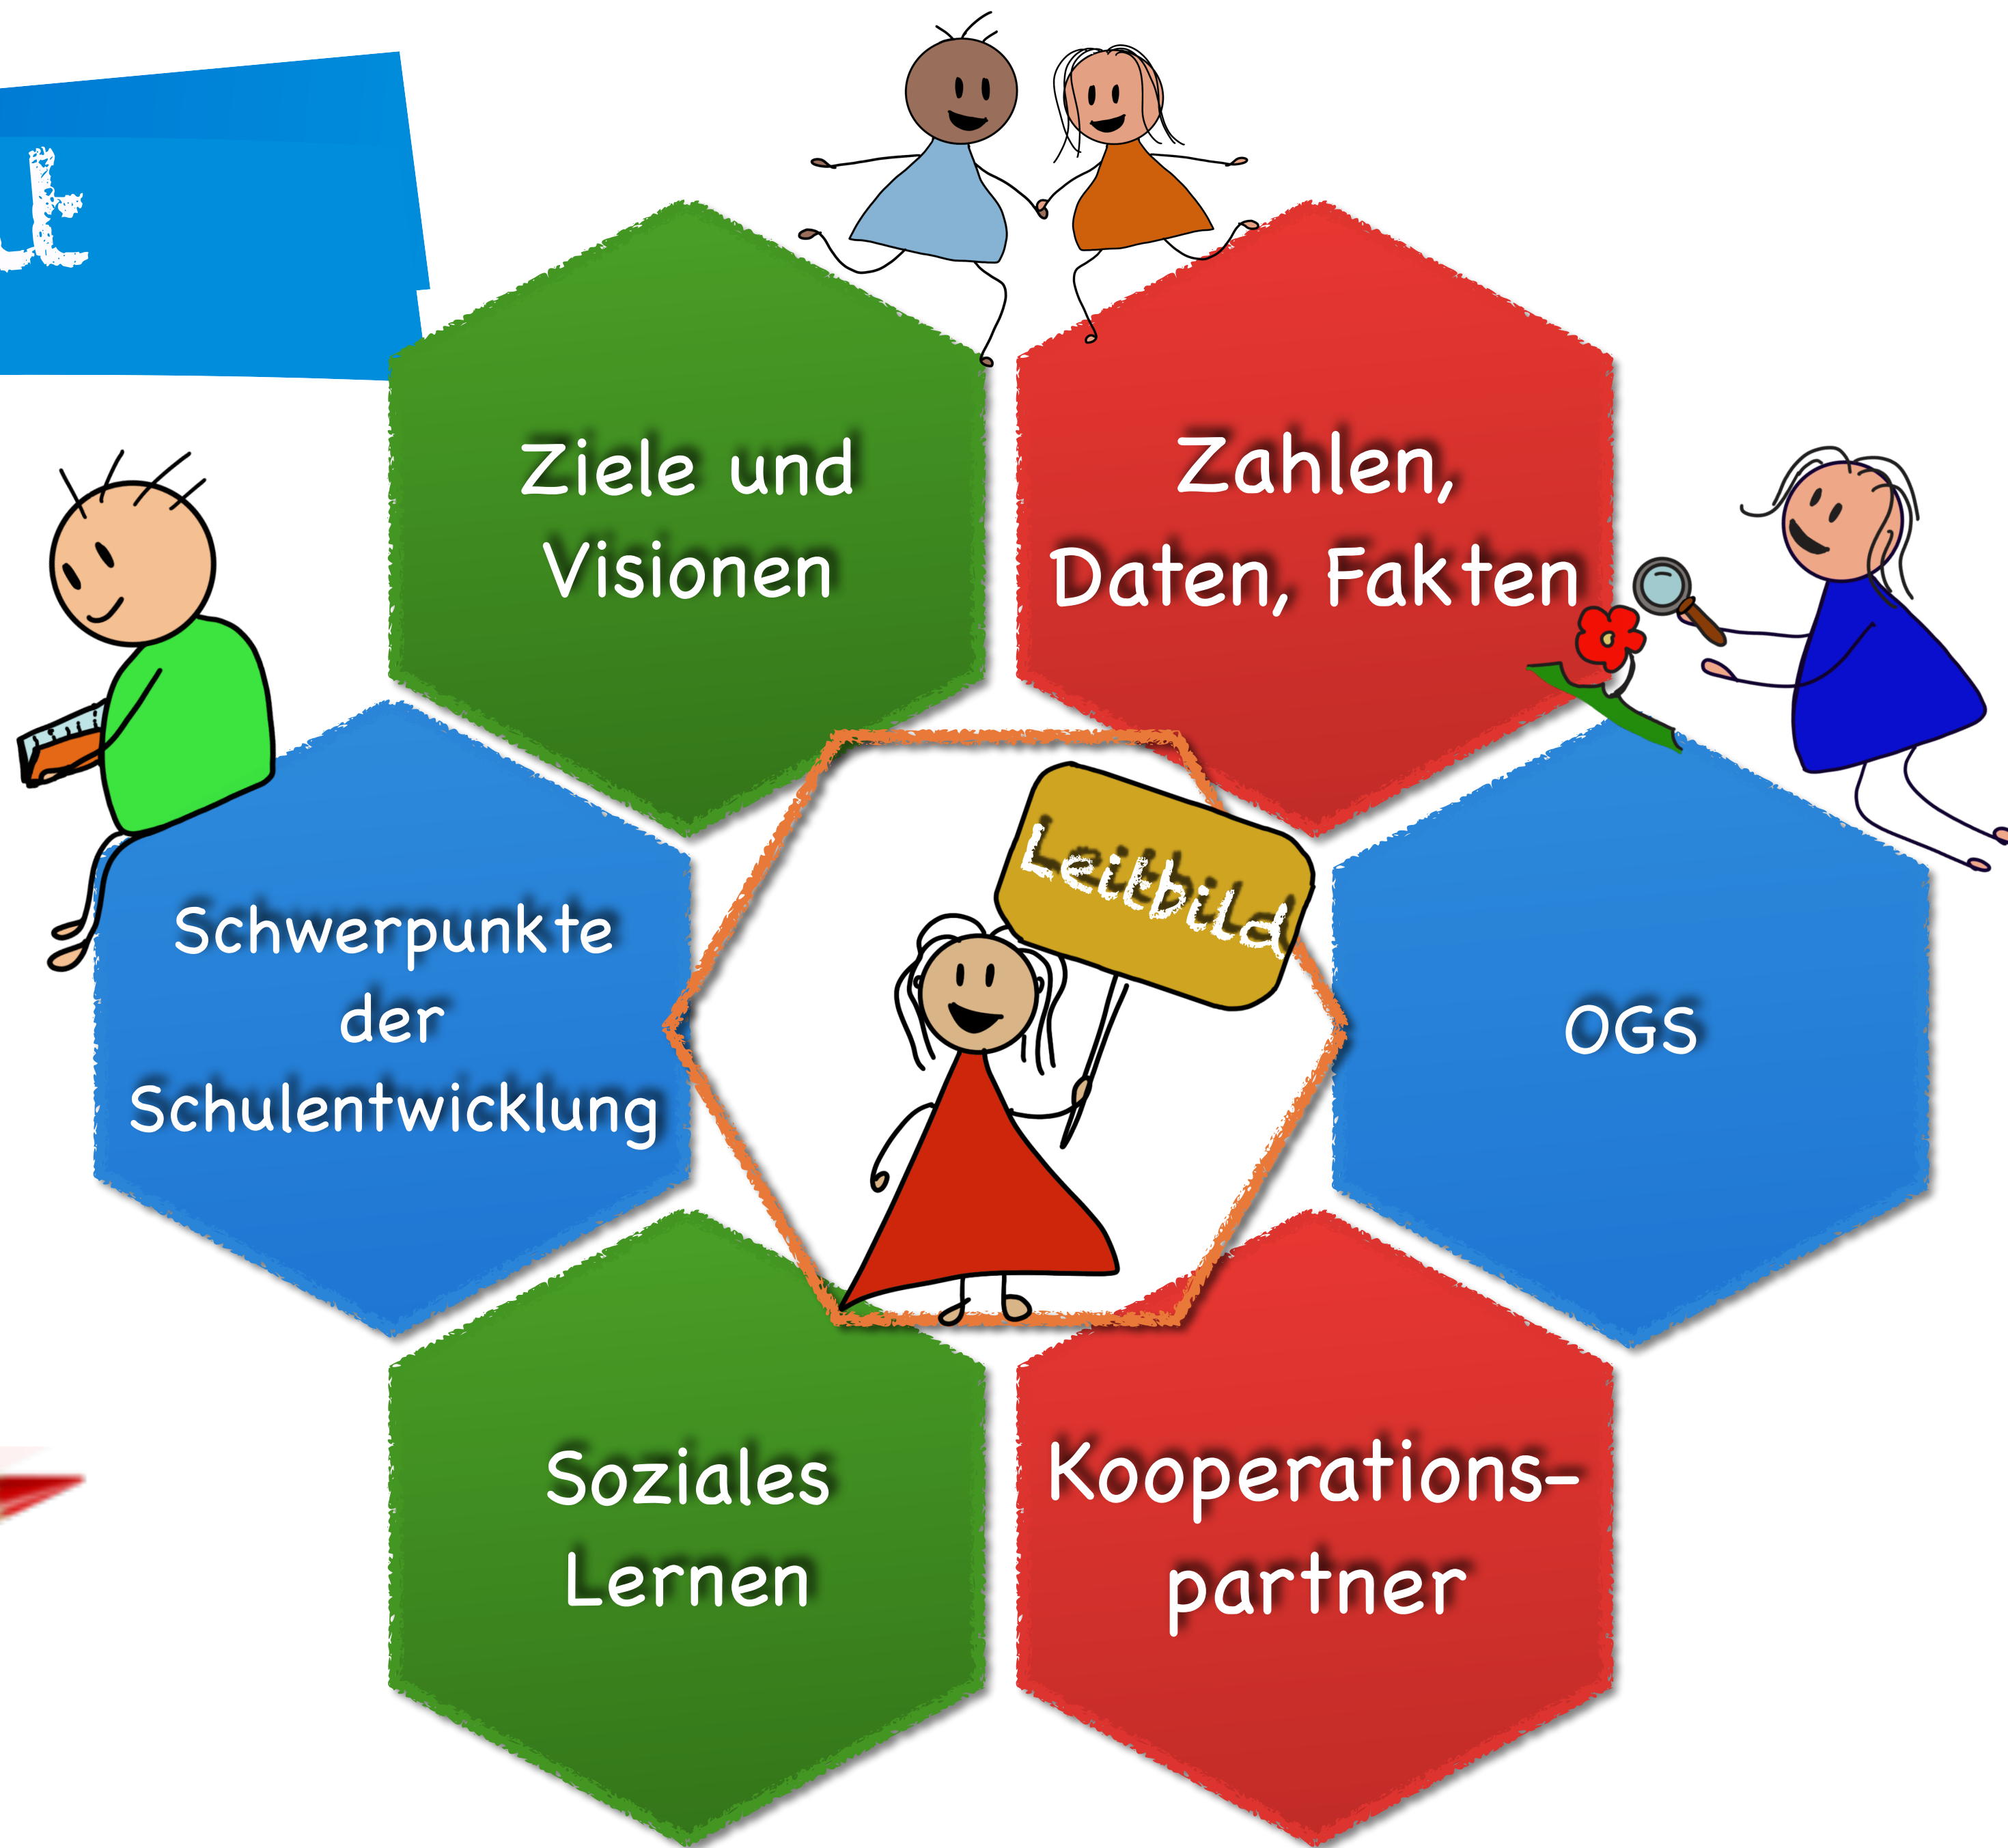 Ziele und
Visionen
Zahlen,
Daten, Fakten
Leitbild
Schwerpunkte
der
Schulentwicklung
OGS
Soziales
Lernen
Kooperations-
partner